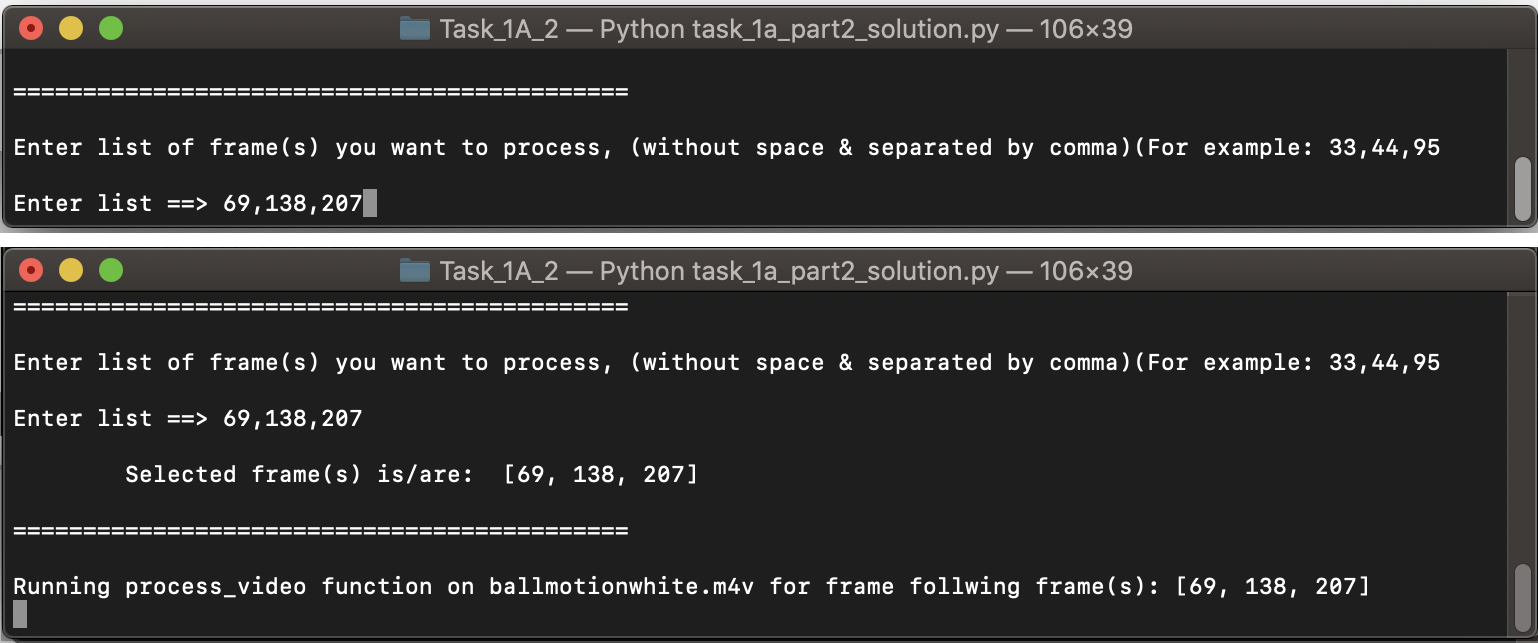 Task_1A_2 — Python task_1a_part2_solution.py — 106×39
============================================
Enter list of frame(s) you want to process, (without space & separated by comma)(For example: 33,44,95
Enter list ==> 69,138,207
Task_1A_2 — Python task_1a_part2_solution.py — 106×39
============================================
Enter list of frame(s) you want to process, (without space & separated by comma)(For example: 33,44,95
Enter list ==> 69,138,207
Selected frame(s) is/are:  [69, 138, 207]
============================================
Running process_video function on ballmotionwhite.m4v for frame follwing frame(s): [69, 138, 207]